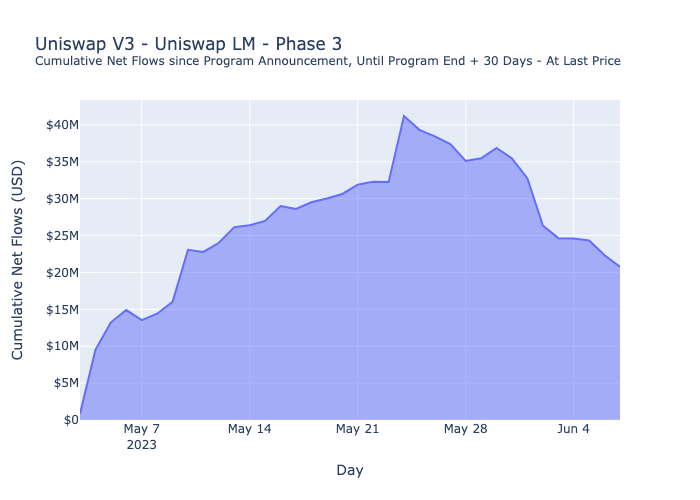 Uniswap V3 - Uniswap LM - Phase 3
Cumulative Net Flows since Program Announcement, Until Program End + 30 Days - At Last Price
Cumulative Net Flows (USD)
$40M
$35M
$30M
$25M
$20M
$15M
$10M
$5M
$0
May 7 May 14 May 21 May 28 Jun 4
2023
Day